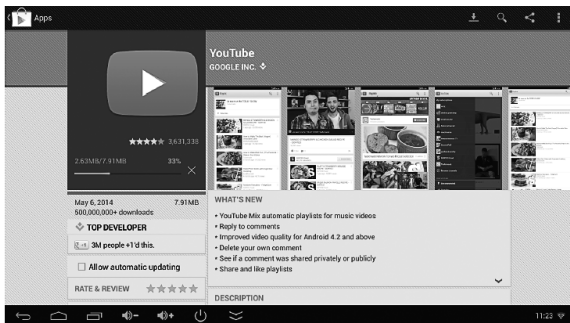 Apps
YouTube
GOOGLE INC.
3,631,338
2.63MB/7.91MB 33%
May 6, 2014 7.91MB
500,000,000+ downloads
TOP DEVELOPER
3M people +1'd this.
Allow automatic updating
RATE & REVIEW
WHAT'S NEW
• YouTube Mix automatic playlists for music videos
• Reply to comments
• Improved video quality for Android 4.2 and above
• Delete your own comment
• See if a comment was shared privately or publicly
• Share and like playlists
DESCRIPTION
11:23